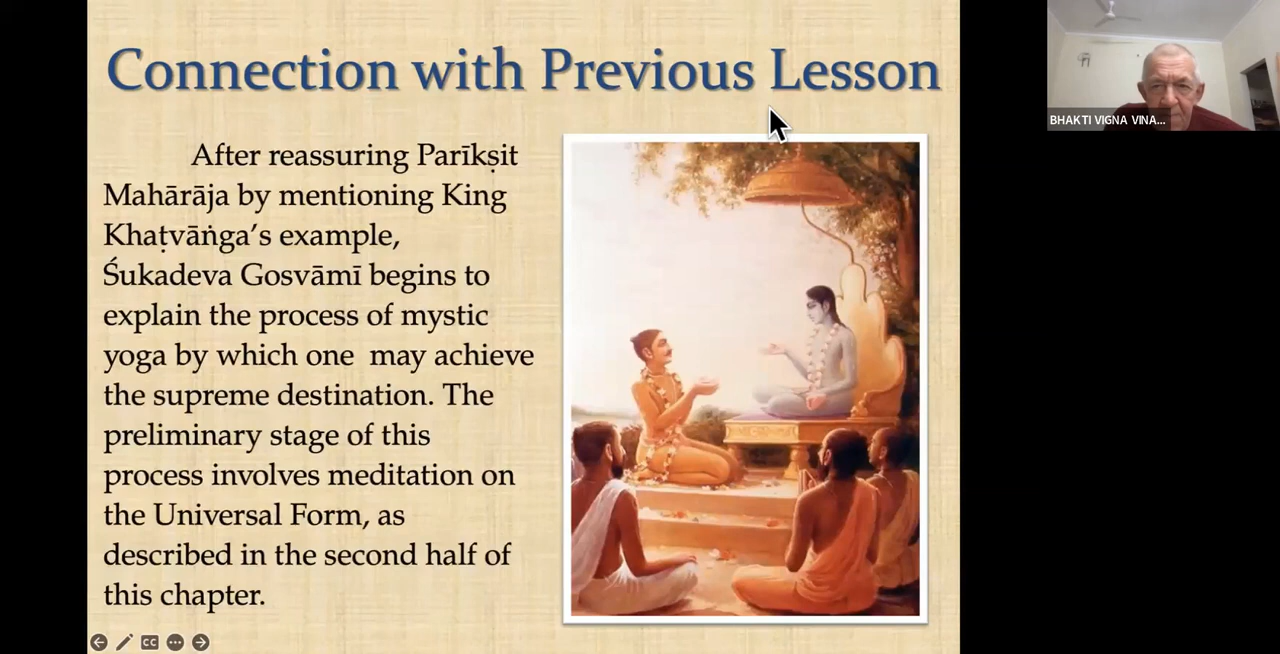 Connection with Previous Lesson
After reassuring Parīkṣit
Mahārāja by mentioning King
Khaṭvāṅga’s example,
Śukadeva Gosvāmī begins to
explain the process of mystic
yoga by which one  may achieve
the supreme destination. The
preliminary stage of this
process involves meditation on
the Universal Form, as
described in the second half of
this chapter.
BHAKTI VIGNA VINA...
CC